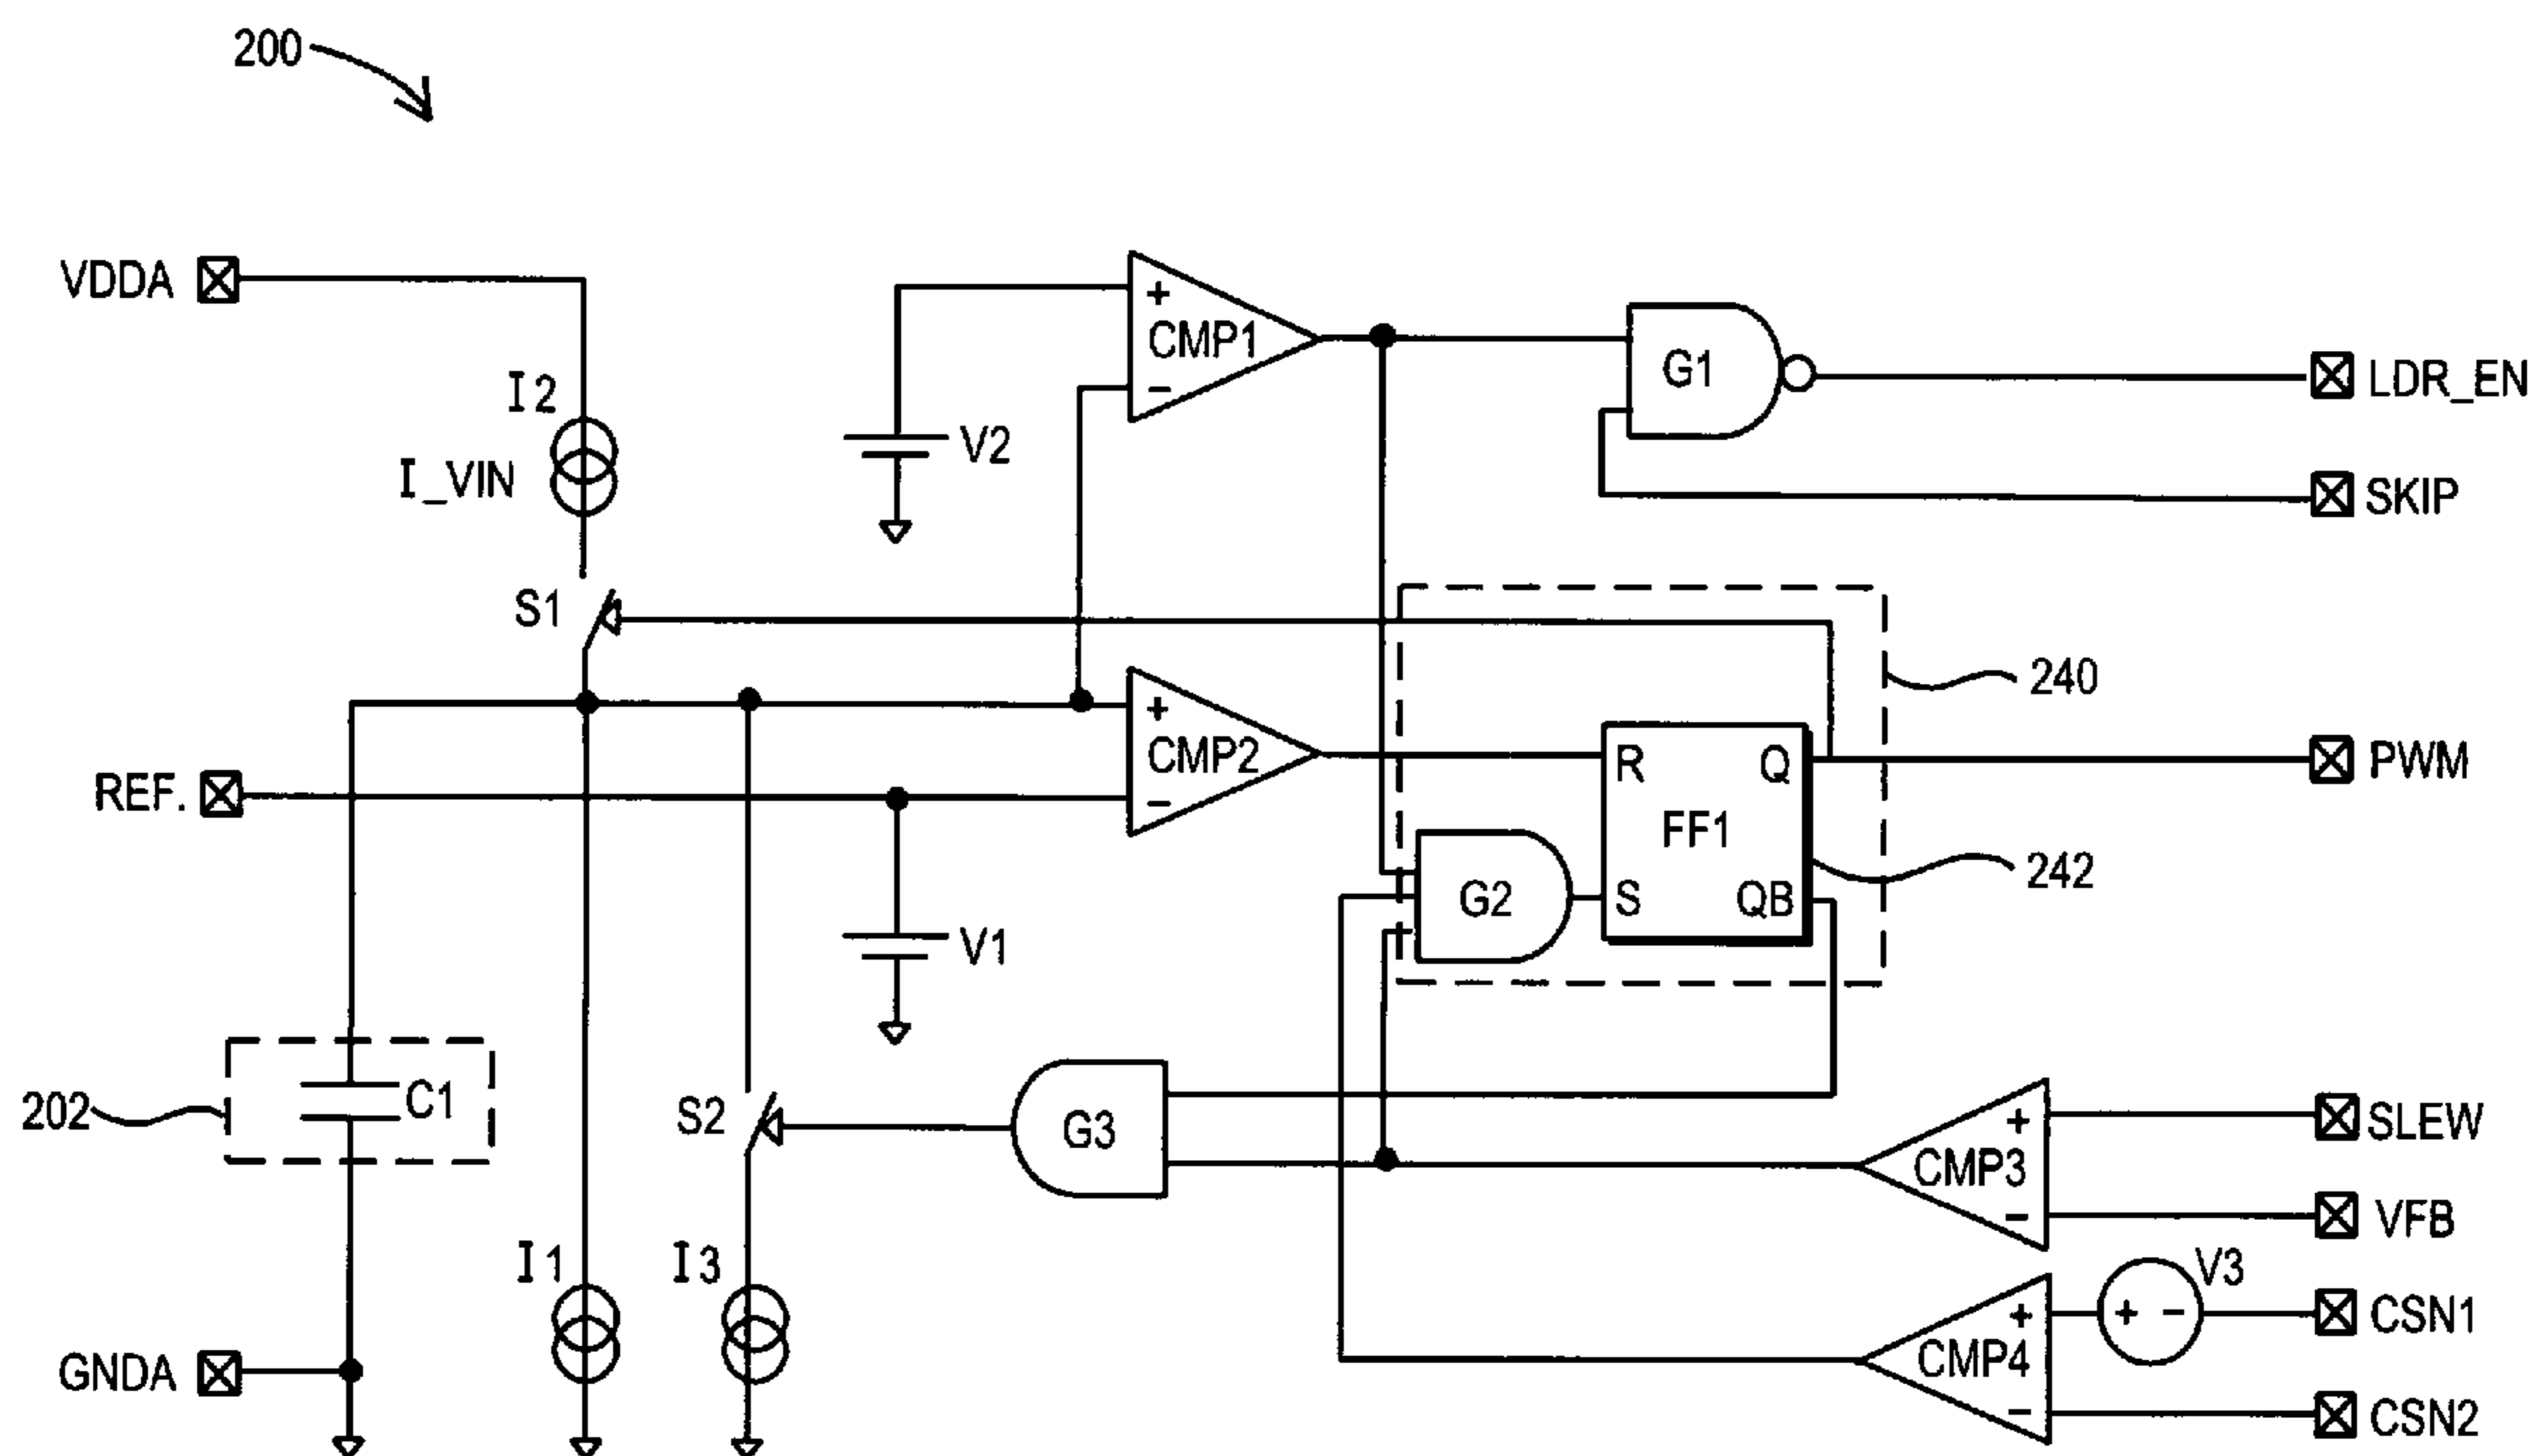 200
VDDA
I2
I_VIN
S1
V2
+
CMP1
−
G1
LDR_EN
SKIP
240
REF.
+
CMP2
−
R
Q
FF1
S
QB
G2
PWM
242
V1
202
C1
S2
G3
+
CMP3
−
SLEW
VFB
I1
I3
V3
+
CMP4
−
+ −
CSN1
CSN2
GNDA